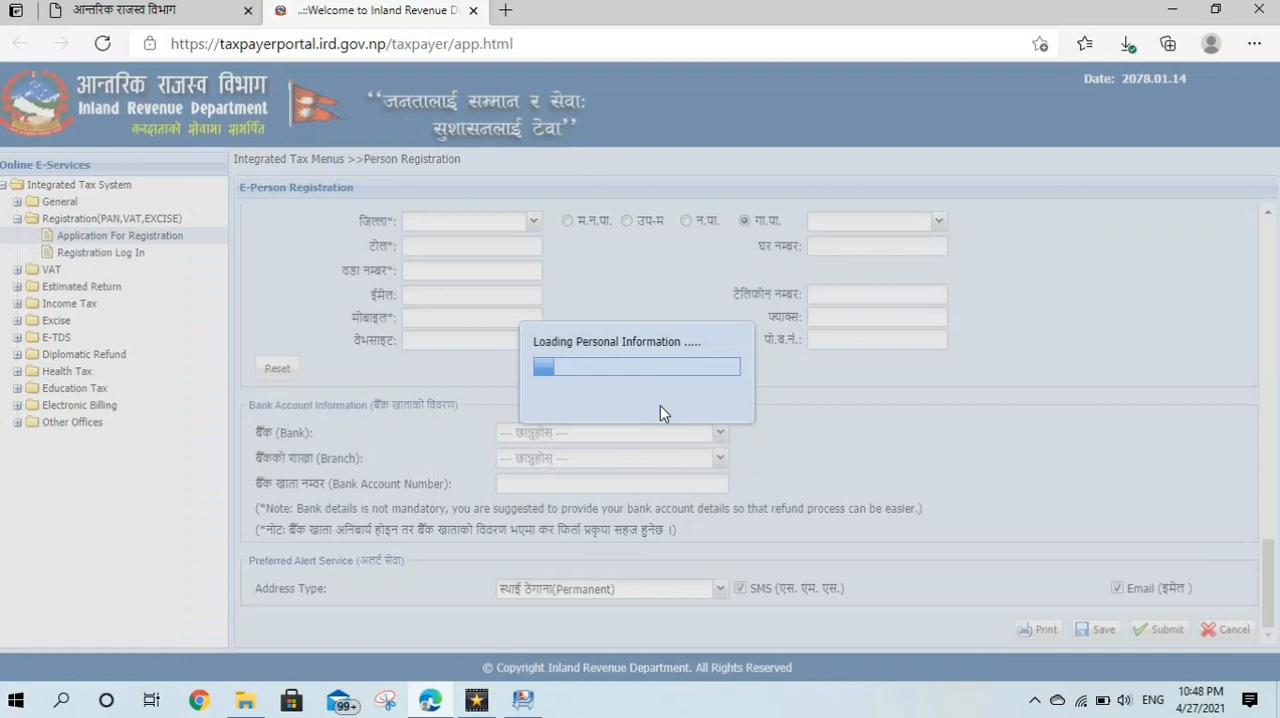 आन्तरिक राजस्व विभाग
..::Welcome to Inland Revenue D
https://taxpayerportal.ird.gov.np/taxpayer/app.html
आन्तरिक राजस्व विभाग
Inland Revenue Department
करदाताको सेवामा समर्पित
“जनतालाई सम्मान र सेवा:
सुशासनलाई टेवा”
Date: 2078.01.14
Online E-Services
Integrated Tax System
General
Registration(PAN,VAT,EXCISE)
Application For Registration
Registration Log In
VAT
Estimated Return
Income Tax
Excise
E-TDS
Diplomatic Refund
Health Tax
Education Tax
Electronic Billing
Other Offices
Integrated Tax Menus >>Person Registration
E-Person Registration
जिल्ला*: म.न.पा. उप-म न.पा. गा.पा.
टोल*: घर नम्बर:
वडा नम्बर*:
ईमेल: टेलिफोन नम्बर:
मोबाइल*: फ्याक्स:
वेभसाइट: पो.ब.नं.:
Loading Personal Information .....
Reset
Bank Account Information (बैंक खाताको विवरण)
बैंक (Bank): --- छान्नुहोस् ---
बैंकको शाखा (Branch): --- छान्नुहोस् ---
बैंक खाता नम्वर (Bank Account Number):
(*Note: Bank details is not mandatory, you are suggested to provide your bank account details so that refund process can be easier.)
(*नोट: बैंक खाता अनिबार्य होइन तर बैंक खाताको विवरण भएमा कर फिर्ता प्रकृया सहज हुनेछ ।)
Preferred Alert Service (अलर्ट सेवा)
Address Type: स्थाई ठेगाना(Permanent) SMS (एस. एम. एस.) Email (इमेल )
Print Save Submit Cancel
© Copyright Inland Revenue Department. All Rights Reserved
99+
ENG
10:48 PM
4/27/2021